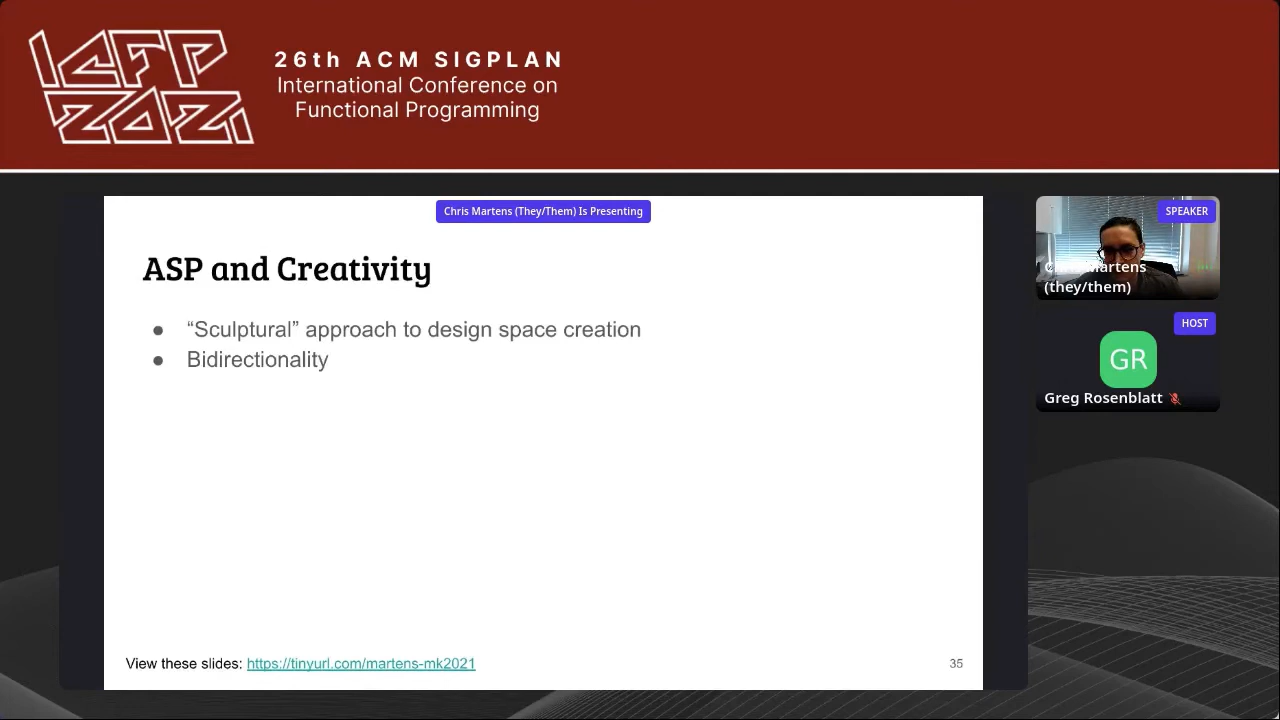 ICFP
2021
26th ACM SIGPLAN
International Conference on
Functional Programming
Chris Martens (They/Them) Is Presenting
ASP and Creativity
● “Sculptural” approach to design space creation
● Bidirectionality
View these slides: https://tinyurl.com/martens-mk2021
35
SPEAKER
Chris Martens
(they/them)
HOST
GR
Greg Rosenblatt